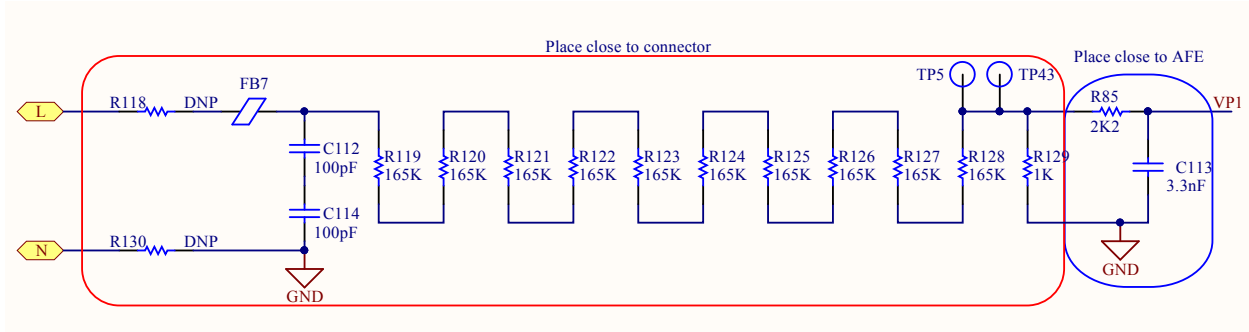 Place close to connector
Place close to AFE
L
R118
DNP
FB7
TP5
TP43
R85
2K2
VP1
C112
100pF
R119
165K
R120
165K
R121
165K
R122
165K
R123
165K
R124
165K
R125
165K
R126
165K
R127
165K
R128
165K
R129
1K
C113
3.3nF
C114
100pF
N
R130
DNP
GND
GND